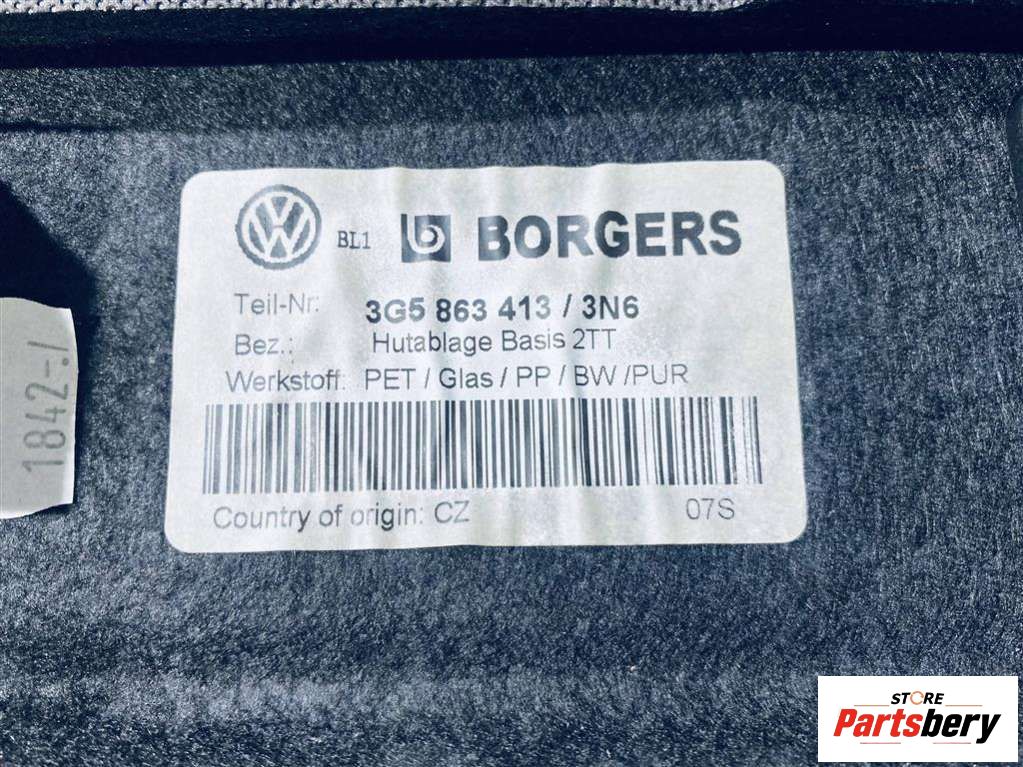 BL1 b BORGERS
Teil-Nr: 3G5 863 413 / 3N6
Bez.: Hutablage Basis 2TT
Werkstoff: PET / Glas / PP / BW /PUR
Country of origin: CZ 07S
1842-./
STORE
Partsbery